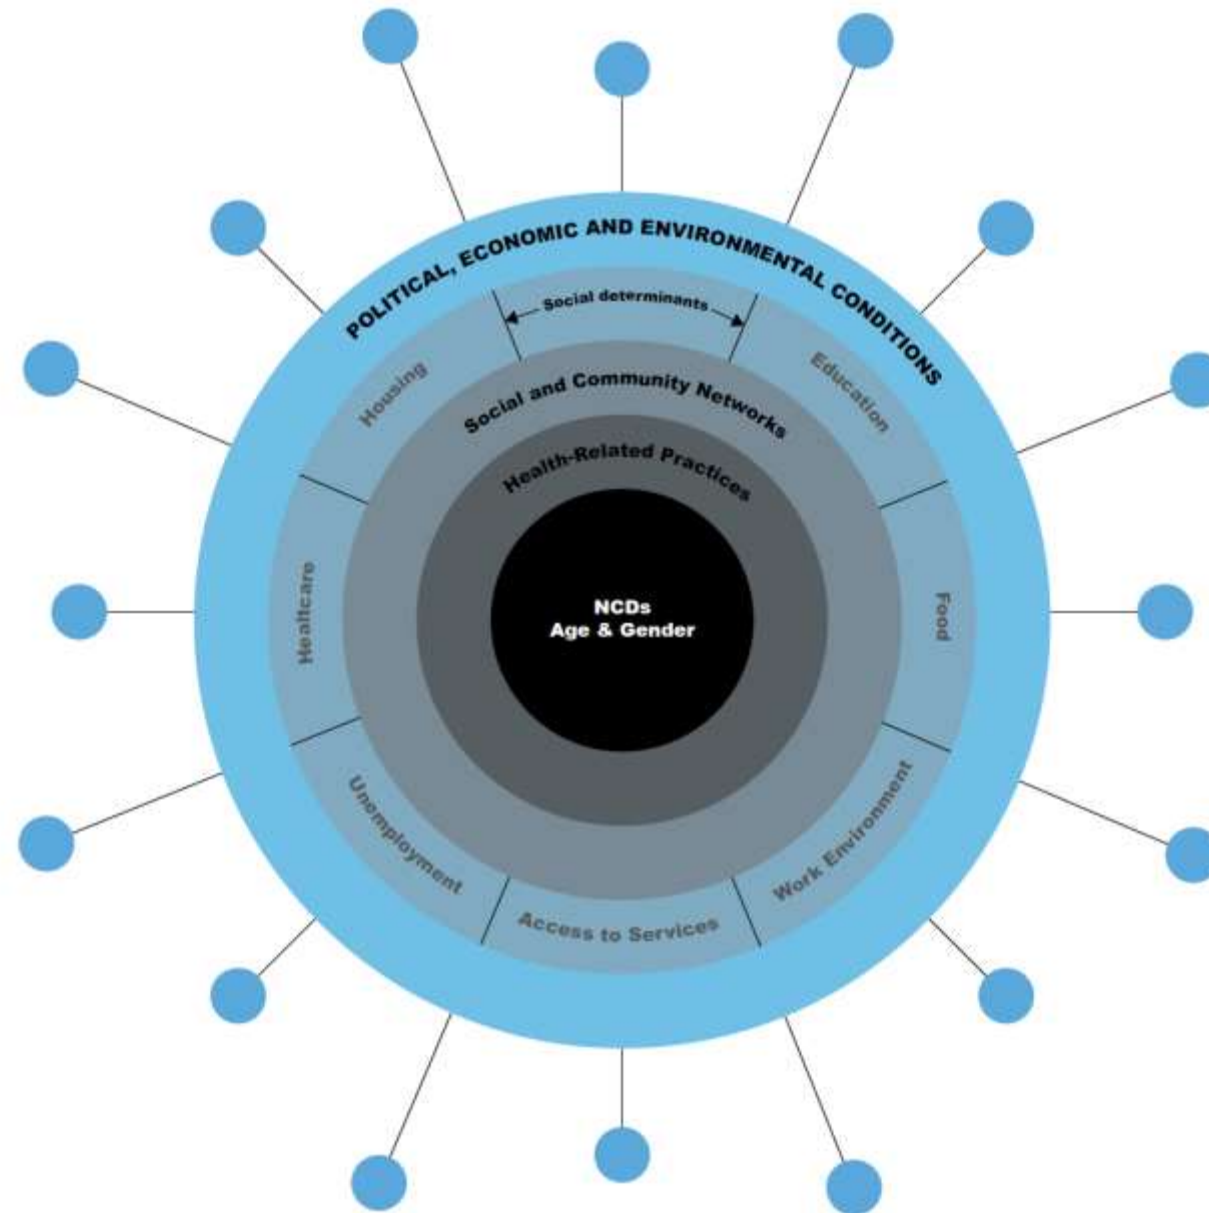 POLITICAL, ECONOMIC AND ENVIRONMENTAL CONDITIONS
Social determinants
Housing
Education
Social and Community Networks
Health-Related Practices
Healtcare
NCDs
Age & Gender
Food
Unemployment
Work Environment
Access to Services